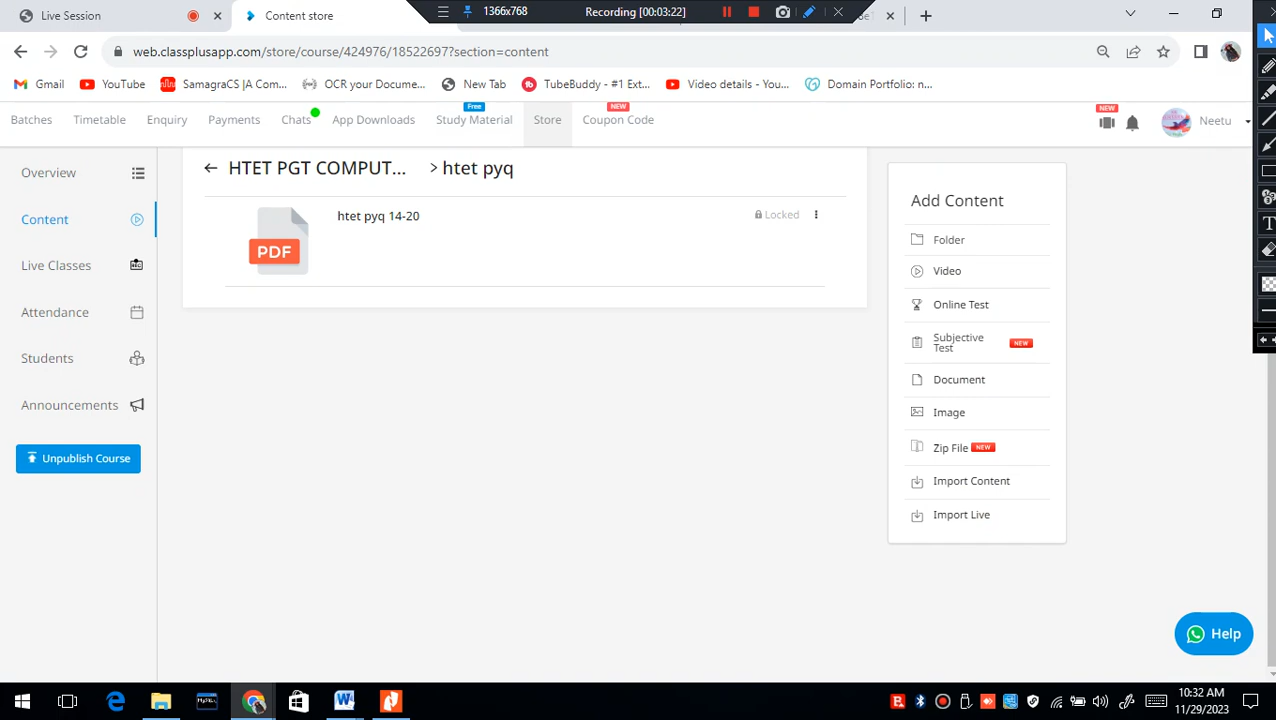 Live Session
Content store
1366x768
Recording [00:03:22]
web.classplusapp.com/store/course/424976/18522697?section=content
Gmail
YouTube
SamagraCS |A Com...
OCR your Docume...
New Tab
TubeBuddy - #1 Ext...
Video details - You...
Domain Portfolio: n...
Batches
Timetable
Enquiry
Payments
Chats
App Downloads
Free
Study Material
Store
NEW
Coupon Code
NEW
Neetu
Overview
Content
Live Classes
Attendance
Students
Announcements
Unpublish Course
HTET PGT COMPUT... > htet pyq
PDF
htet pyq 14-20
Locked
Add Content
Folder
Video
Online Test
Subjective
Test
NEW
Document
Image
Zip File NEW
Import Content
Import Live
Help
10:32 AM
11/29/2023